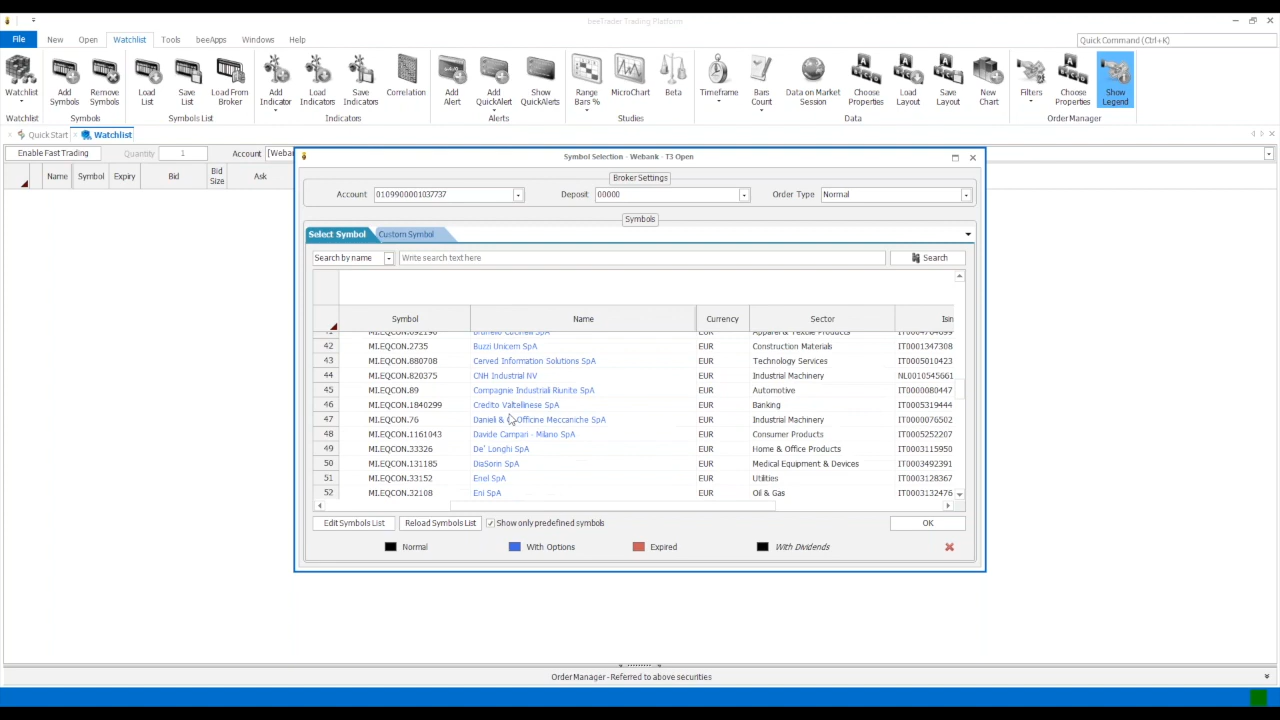 beeTrader Trading Platform
File New Open Watchlist Tools beeApps Windows Help
Quick Command (Ctrl+K)
Watchlist
Add Symbols
Remove Symbols
Load List
Save List
Load From Broker
Add Indicator
Load Indicators
Save Indicators
Correlation
Add Alert
Add QuickAlert
Show QuickAlerts
Range Bars %
MicroChart
Beta
Timeframe
Bars Count
Data on Market Session
Choose Properties
Load Layout
Save Layout
New Chart
Filters
Choose Properties
Show Legend
Watchlist Symbols Symbols List Indicators Alerts Studies Data Order Manager
Quick Start Watchlist
Enable Fast Trading Quantity 1 Account [Weban
Name Symbol Expiry Bid Bid Size Ask
Symbol Selection - Webank - T3 Open
Broker Settings
Account 0109900001037737 Deposit 00000 Order Type Normal
Symbols
Select Symbol Custom Symbol
Search by name Write search text here Search
Symbol Name Currency Sector Isin
42 MI.EQCON.2735 Buzzi Unicem SpA EUR Construction Materials IT0001347308
43 MI.EQCON.880708 Cerved Information Solutions SpA EUR Technology Services IT0005010423
44 MI.EQCON.820375 CNH Industrial NV EUR Industrial Machinery NL0010545661
45 MI.EQCON.89 Compagnie Industriali Riunite SpA EUR Automotive IT0000080447
46 MI.EQCON.1840299 Credito Valtellinese SpA EUR Banking IT0005319444
47 MI.EQCON.76 Danieli & Officine Meccaniche SpA EUR Industrial Machinery IT0000076502
48 MI.EQCON.1161043 Davide Campari - Milano SpA EUR Consumer Products IT0005252207
49 MI.EQCON.33326 De' Longhi SpA EUR Home & Office Products IT0003115950
50 MI.EQCON.131185 DiaSorin SpA EUR Medical Equipment & Devices IT0003492391
51 MI.EQCON.33152 Enel SpA EUR Utilities IT0003128367
52 MI.EQCON.32108 Eni SpA EUR Oil & Gas IT0003132476
Edit Symbols List Reload Symbols List Show only predefined symbols OK
Normal With Options Expired With Dividends
Order Manager - Referred to above securities